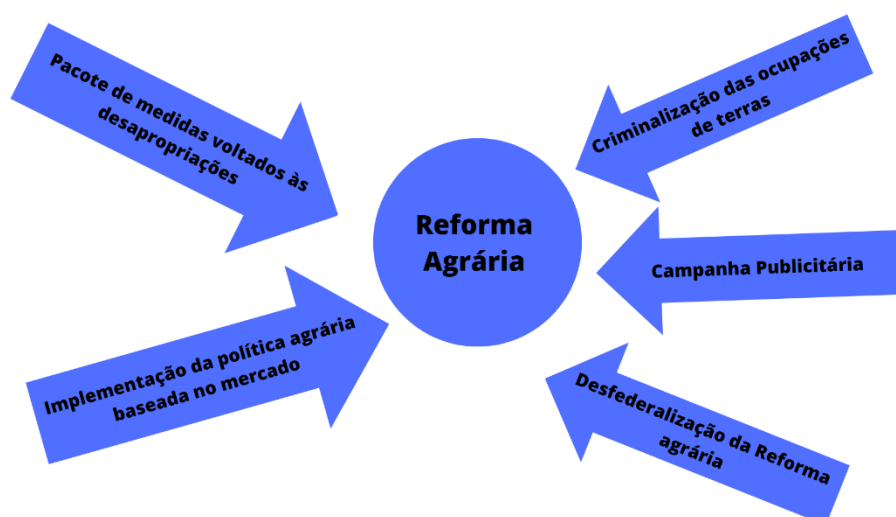 Pacote de medidas voltados às
desapropriações
Criminalização das ocupações
de terras
Reforma
Agrária
Campanha Publicitária
Implementação da política agrária
baseada no mercado
Desfederalização da Reforma
agrária